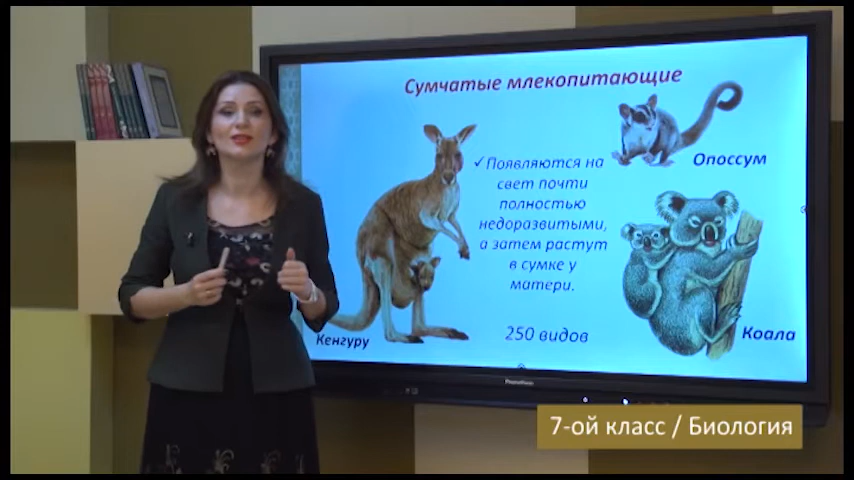 Сумчатые млекопитающие
✓Появляются на
свет почти
полностью
недоразвитыми,
а затем растут
в сумке у
матери.
250 видов
Опоссум
Кенгуру
Коала
7-ой класс / Биология